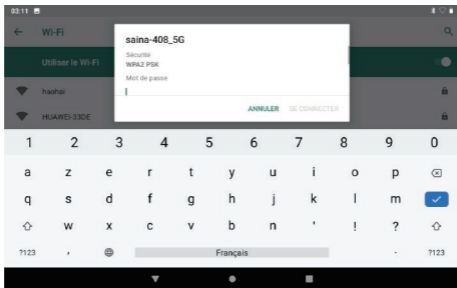 03:11
Wi-Fi
Utiliser le Wi-Fi
saina-408_5G
Sécurité
WPA2 PSK
Mot de passe
ANNULER SE CONNECTER
haohai
HUAWEI-33DE
1 2 3 4 5 6 7 8 9 0
a z e r t y u i o p
q s d f g h j k l m
w x c v b n ' ! ?
?123 , Français . ?123